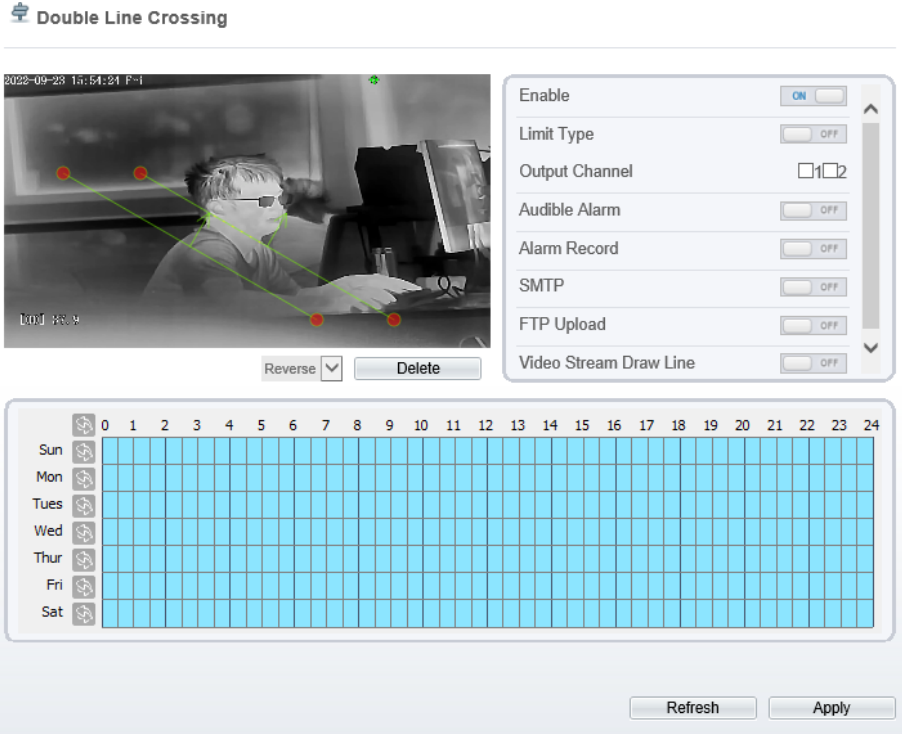 Double Line Crossing
2022-09-23 15:54:24 Fri
Enable ON
Limit Type OFF
Output Channel 1 2
Audible Alarm OFF
Alarm Record OFF
SMTP OFF
FTP Upload OFF
Video Stream Draw Line OFF
Reverse
Delete
0 1 2 3 4 5 6 7 8 9 10 11 12 13 14 15 16 17 18 19 20 21 22 23 24
Sun
Mon
Tues
Wed
Thur
Fri
Sat
Refresh
Apply